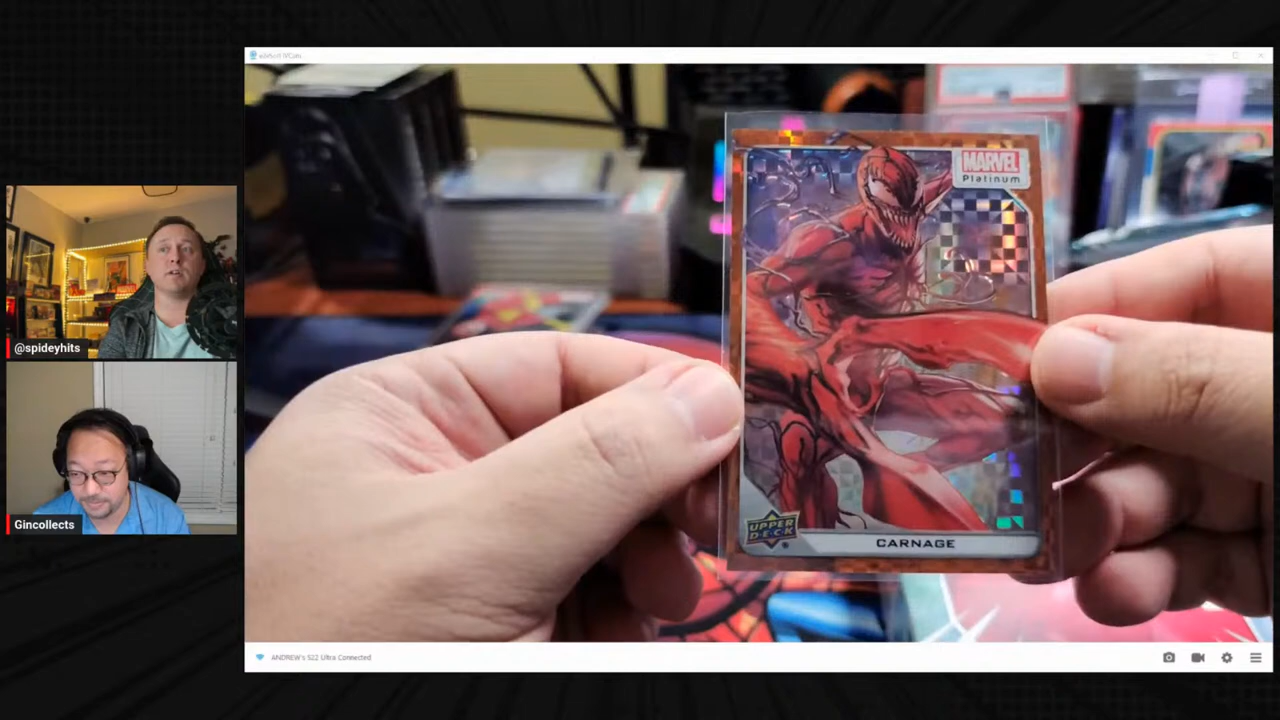 @spideyhits
Gincollects
MARVEL
Platinum
UPPER
DECK
CARNAGE
ANDREW's S22 Ultra Connected